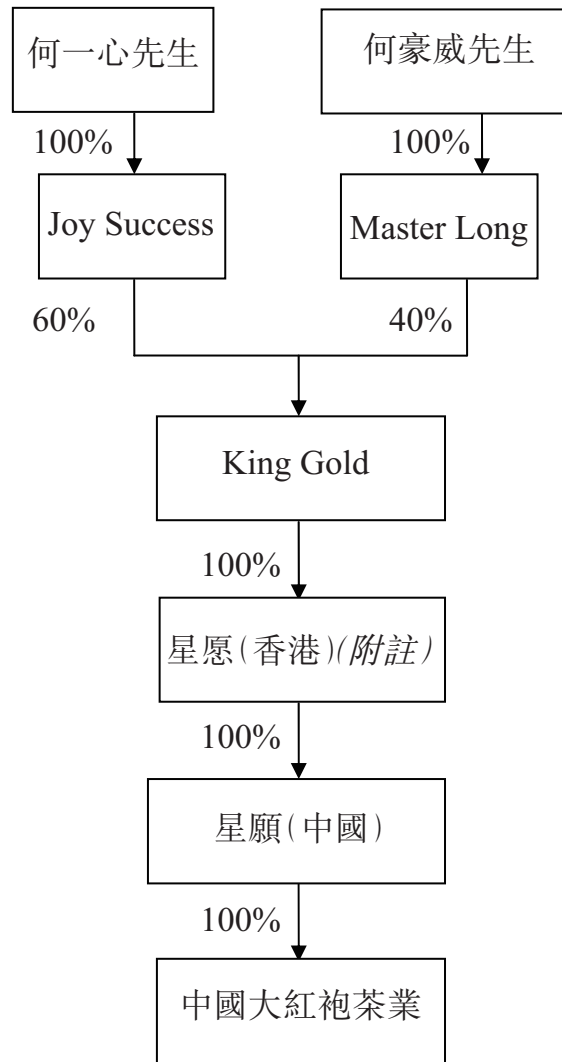 何一心先生
何豪威先生
100%
100%
Joy Success
Master Long
60%
40%
King Gold
100%
星愿(香港)(附註)
100%
星願(中國)
100%
中國大紅袍茶業